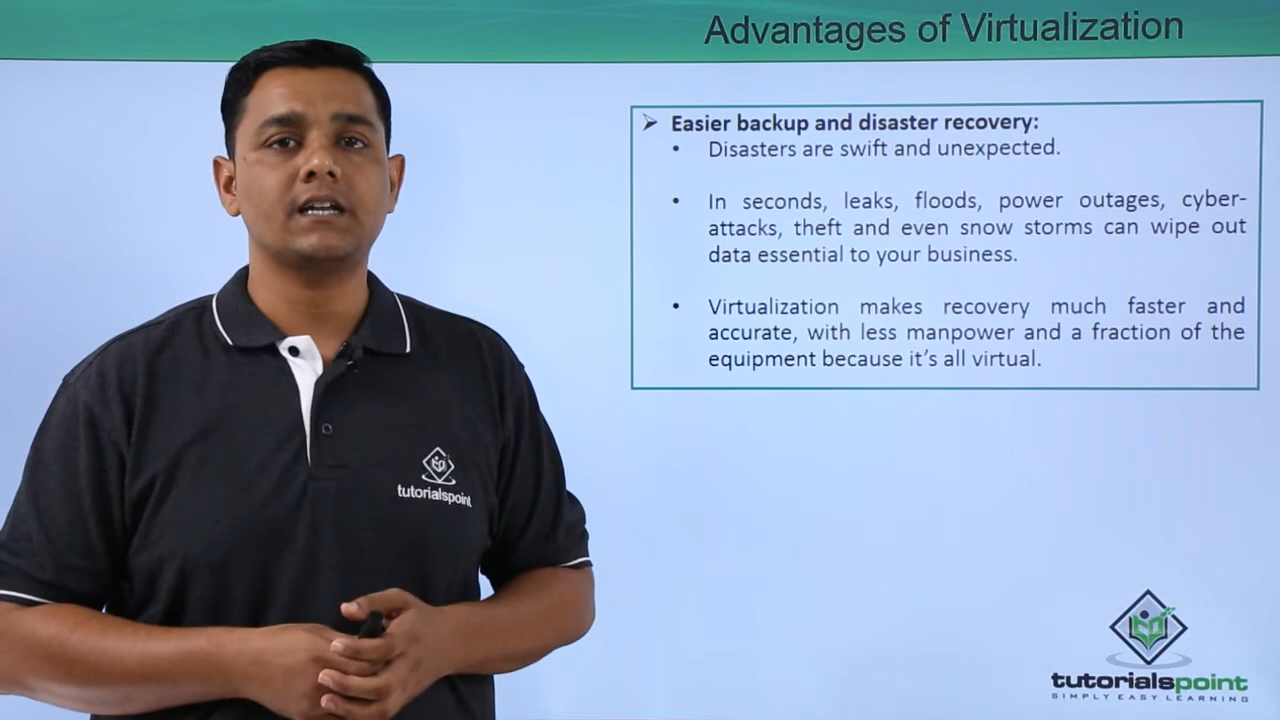 Advantages of Virtualization
➢ Easier backup and disaster recovery:
• Disasters are swift and unexpected.
• In seconds, leaks, floods, power outages, cyber-
attacks, theft and even snow storms can wipe out
data essential to your business.
• Virtualization makes recovery much faster and
accurate, with less manpower and a fraction of the
equipment because it's all virtual.
tutorialspoint
tutorialspoint
SIMPLY EASY LEARNING